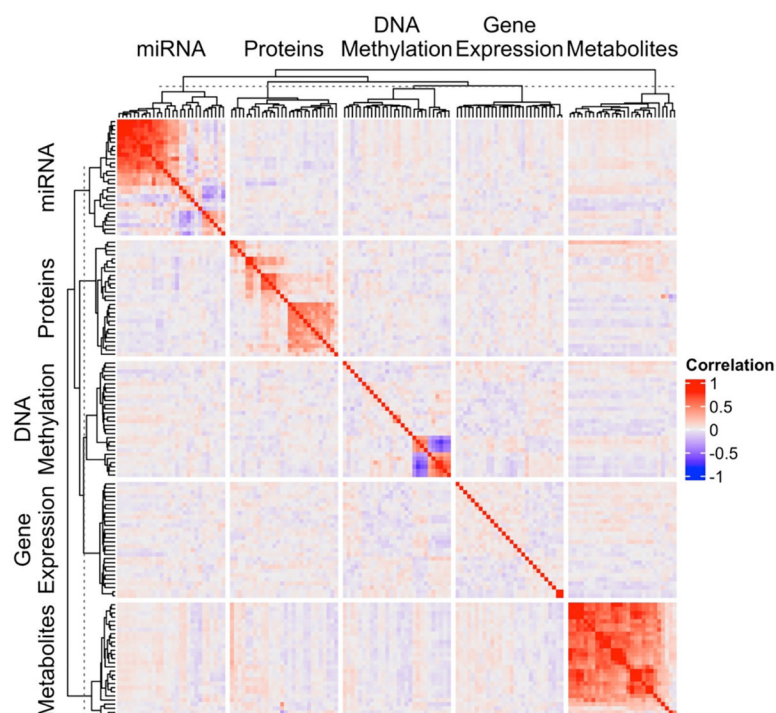 DNA Gene
miRNA Proteins Methylation Expression Metabolites
miRNA
Proteins
DNA
Methylation
Gene
Expression
Metabolites
Correlation
1
0.5
0
-0.5
-1